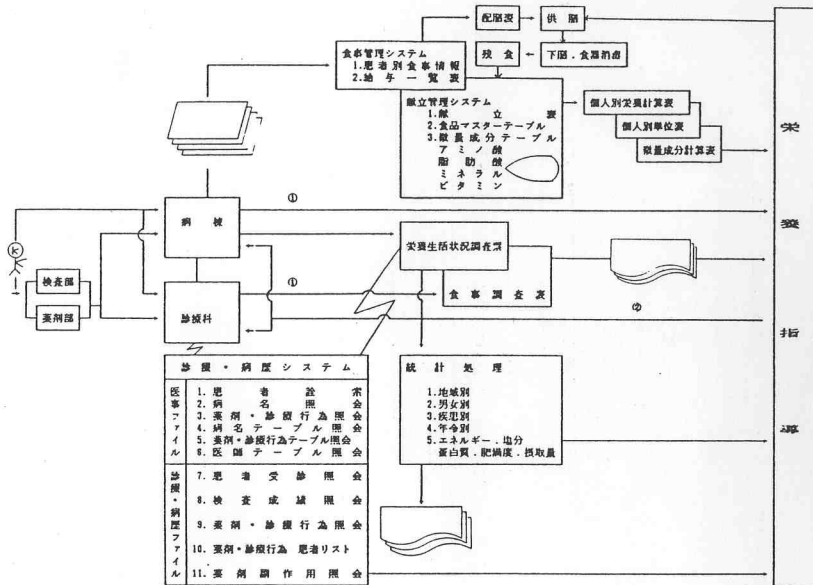 配膳表
供膳
食事管理システム
1.患者別食事情報
2.給与一覧表
残食
下膳.食器消毒
献立管理システム
1.献立表
2.食品マスターテーブル
3.微量成分テーブル
アミノ酸
脂肪酸
ミネラル
ビタミン
個人別栄養計算表
個人別単位表
微量成分計算表
①
病棟
K
検査部
薬剤部
診療科
①
栄養生活状況調査票
食事調査表
②
栄養指導
診療・病歴システム
医事ファイル
1.患者検索
2.病名照会
3.薬剤・診療行為照会
4.病名テーブル照会
5.薬剤・診療行為テーブル照会
6.医師テーブル照会
診療・病歴ファイル
7.患者受診照会
8.検査成績照会
9.薬剤・診療行為照会
10.薬剤・診療行為 患者リスト
11.薬剤副作用照会
統計処理
1.地域別
2.男女別
3.疾患別
4.年令別
5.エネルギー.塩分
蛋白質.肥満度.摂取量